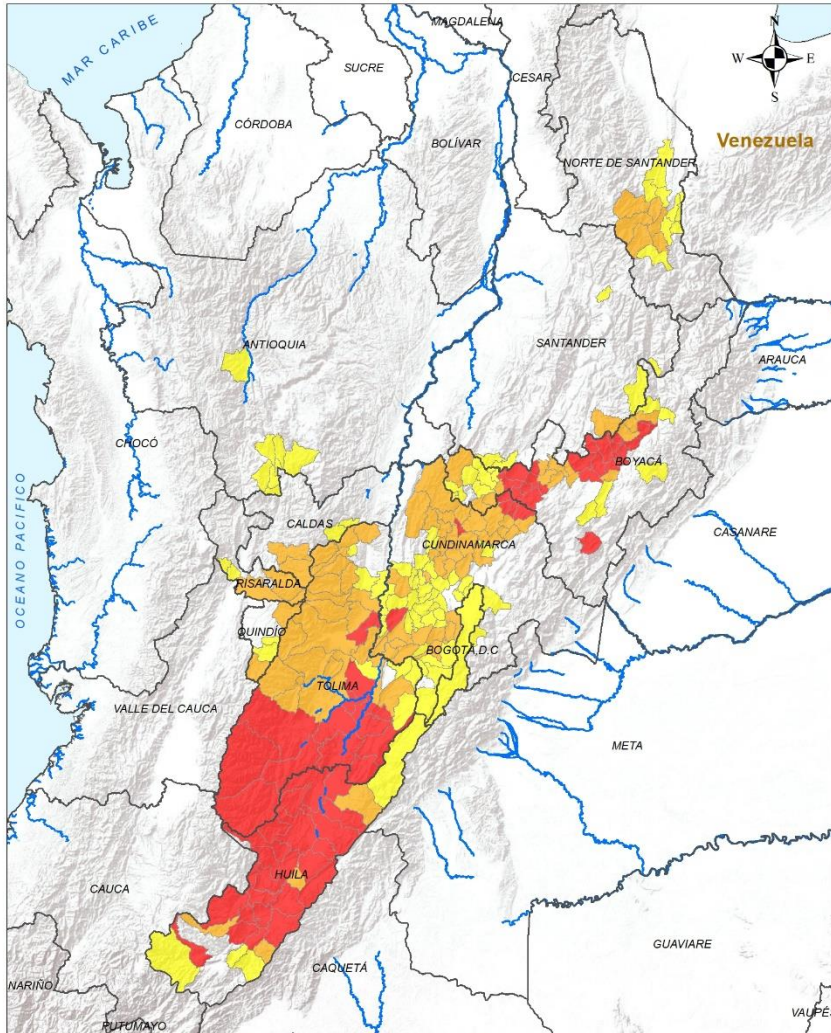 MAGDALENA
MAR CARIBE
SUCRE
CESAR
N
W E
S
CÓRDOBA
BOLÍVAR
Venezuela
NORTE DE SANTANDER
ANTIOQUIA
SANTANDER
ARAUCA
CHOCÓ
BOYACÁ
OCEANO PACIFICO
CALDAS
CUNDINAMARCA
CASANARE
RISARALDA
QUINDÍO
BOGOTÁ,D.C
TOLIMA
VALLE DEL CAUCA
META
HUILA
CAUCA
GUAVIARE
CAQUETÁ
NARIÑO
PUTUMAYO
VAUPÉ